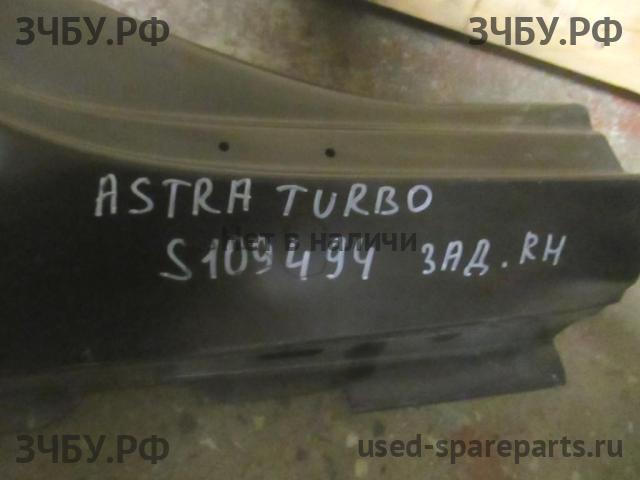 ЗЧБУ.РФ ЗЧБУ.РФ
ASTRA TURBO
Нет в наличи
S109494 ЗАД. RH
ЗЧБУ.РФ used-spareparts.ru